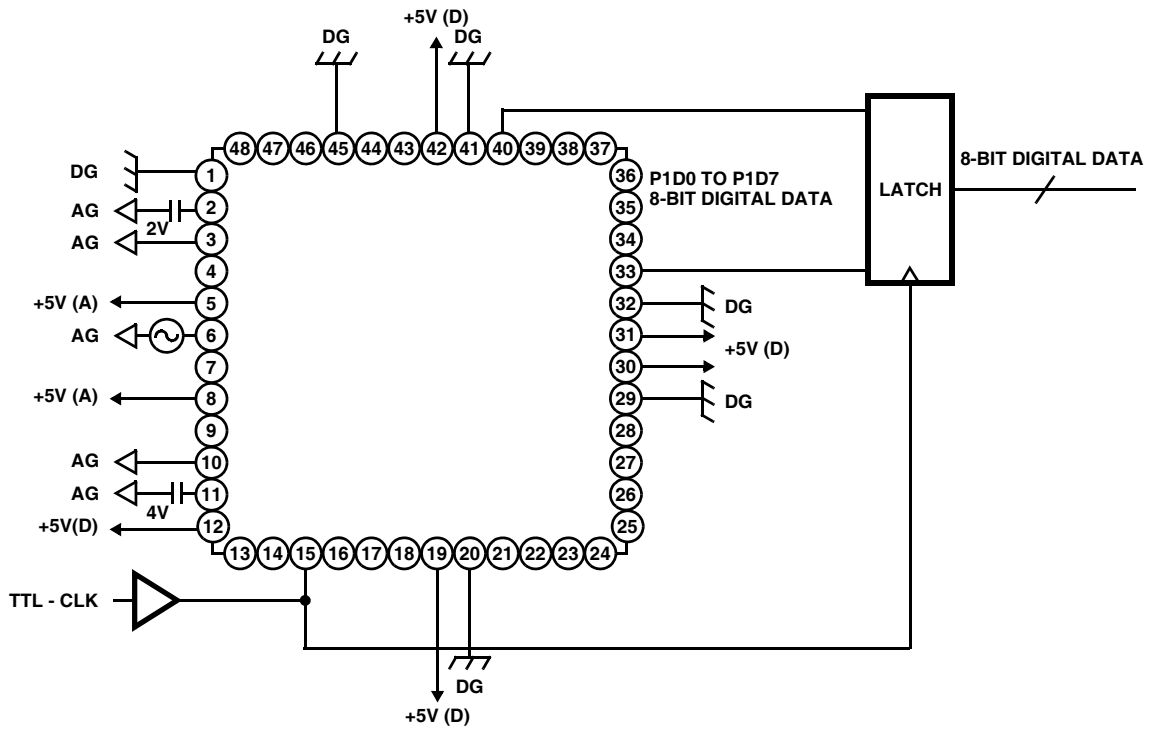 +5V (D)
DG
DG
48 47 46 45 44 43 42 41 40 39 38 37
8-BIT DIGITAL DATA
LATCH
DG
1
AG
2
2V
AG
3
4
+5V (A)
5
AG
6
7
+5V (A)
8
9
AG
10
AG
11
4V
+5V(D)
12
36
P1D0 TO P1D7
8-BIT DIGITAL DATA
35
34
33
32
DG
31
+5V (D)
30
29
DG
28
27
26
25
13 14 15 16 17 18 19 20 21 22 23 24
TTL - CLK
DG
+5V (D)